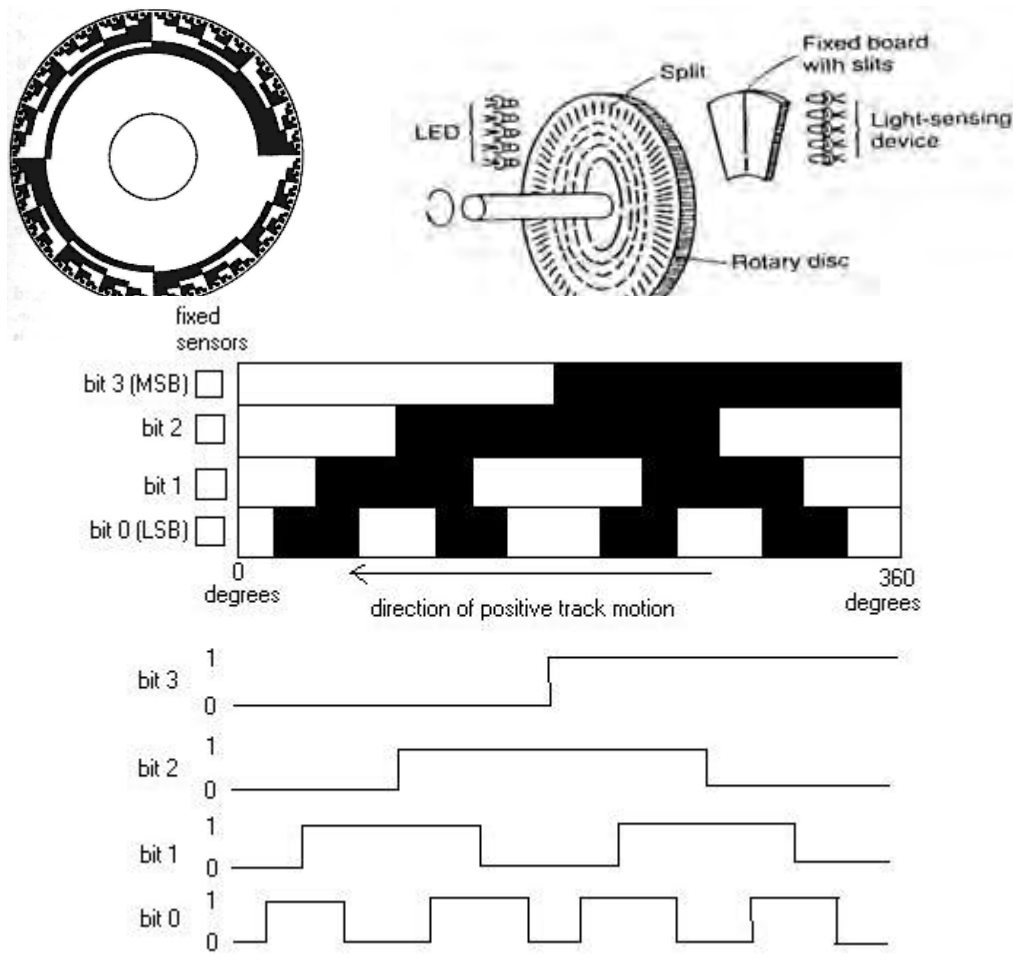 Fixed board
with slits
Split
LED
Light-sensing
device
Rotary disc
fixed
sensors
bit 3 (MSB)
bit 2
bit 1
bit 0 (LSB)
0
degrees
360
degrees
direction of positive track motion
1
bit 3
0
1
bit 2
0
1
bit 1
0
1
bit 0
0